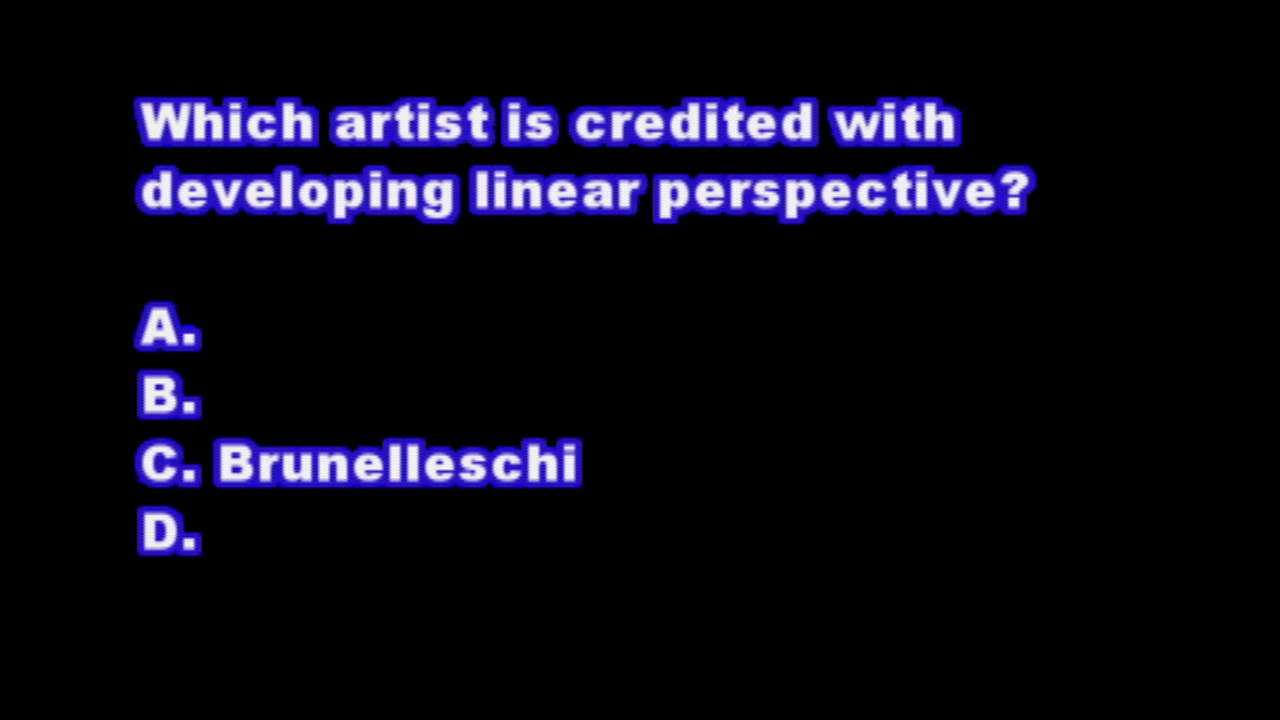 Which artist is credited with
developing linear perspective?
A.
B.
C. Brunelleschi
D.